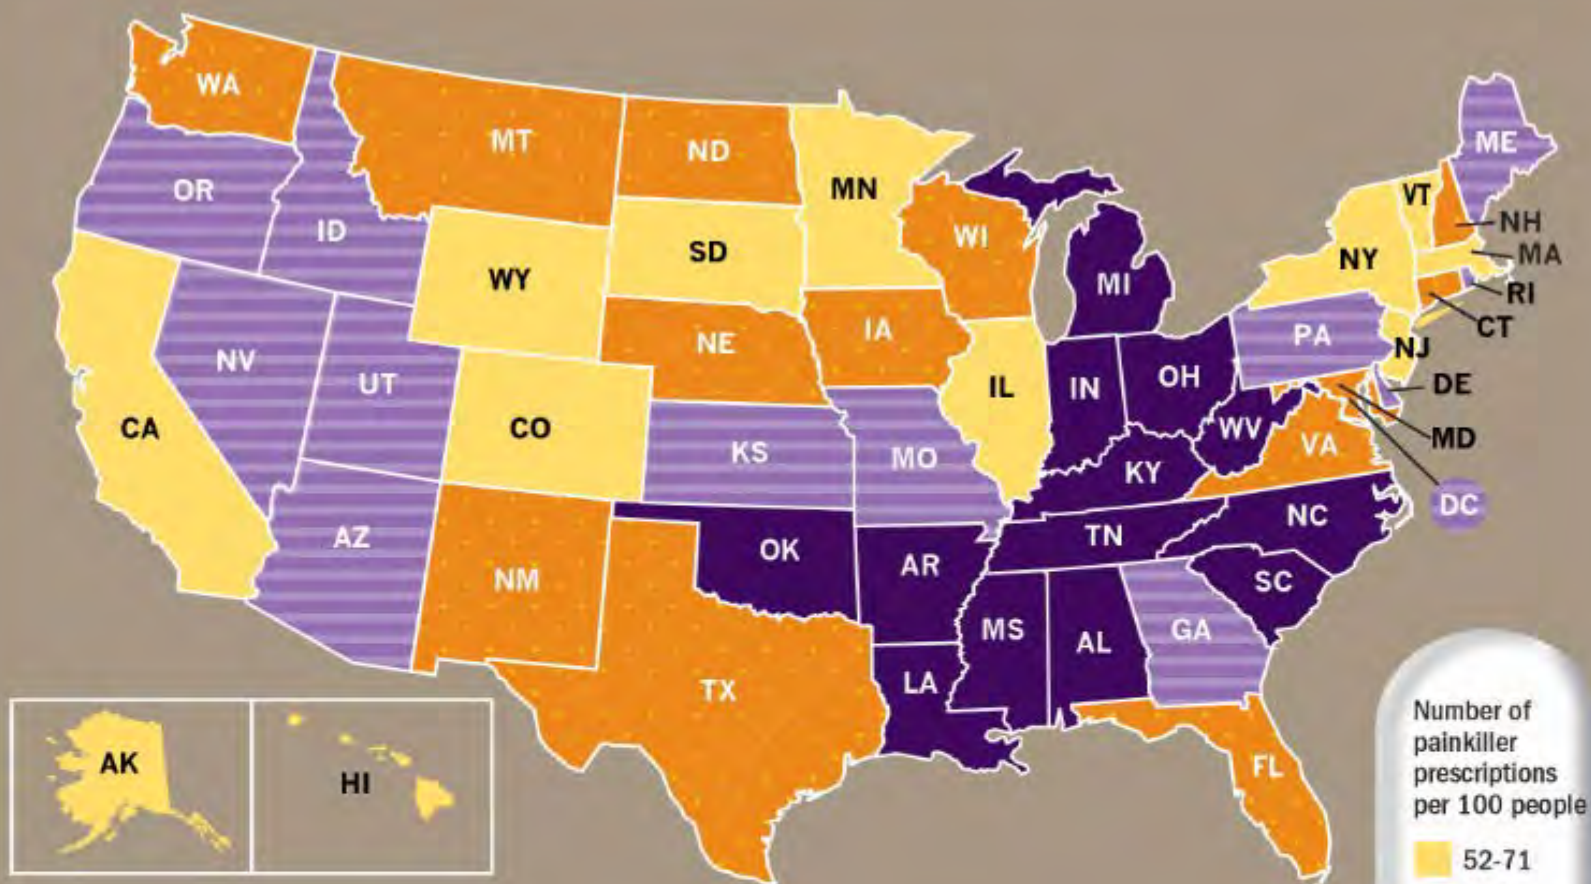 WA
MT
ND
MN
ME
OR
ID
VT
NH
WI
SD
WY
NY
MA
MI
RI
IA
CT
PA
NE
NV
UT
NJ
OH
IN
IL
DE
CA
CO
WV
MD
VA
KS
MO
KY
DC
NC
TN
AZ
OK
AR
NM
SC
MS
AL
GA
LA
TX
AK
HI
FL
Number of
painkiller
prescriptions
per 100 people
52-71